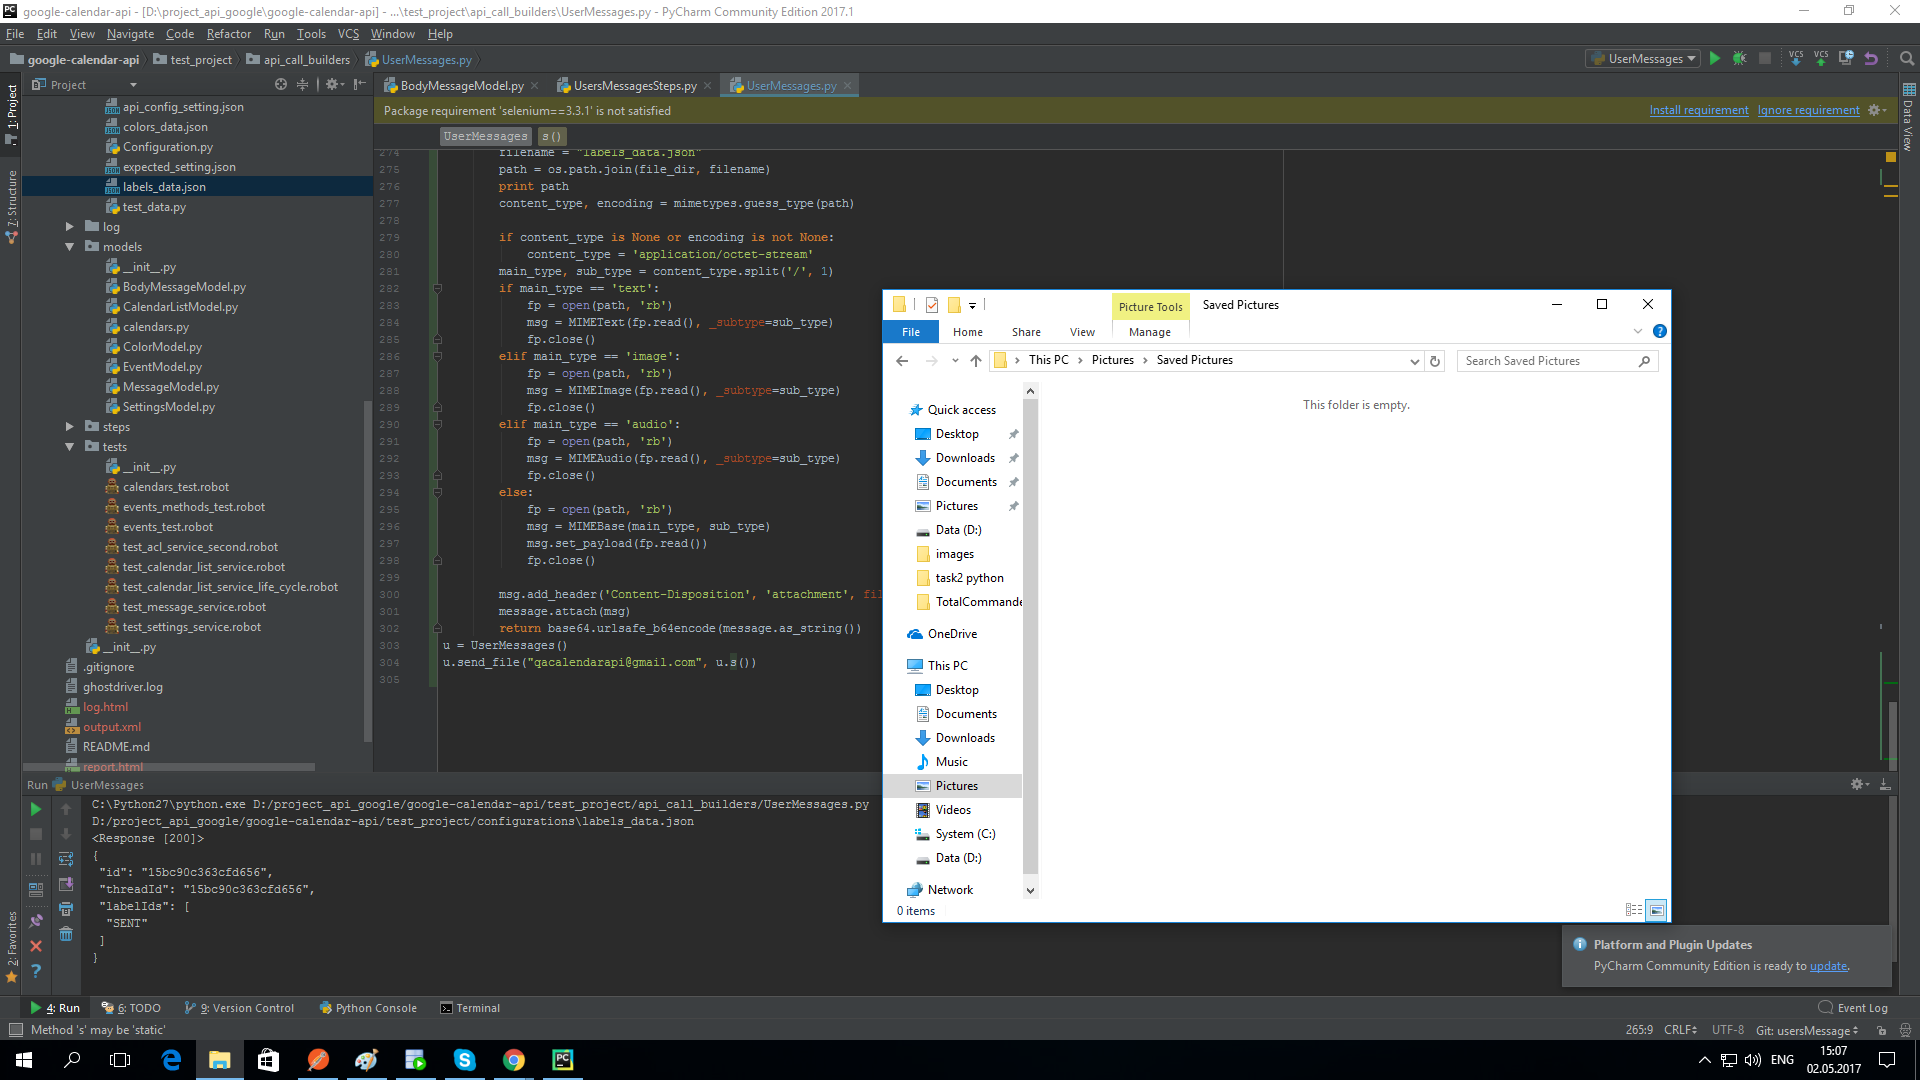 google-calendar-api - [D:\project_api_google\google-calendar-api] - ...\test_project\api_call_builders\UserMessages.py - PyCharm Community Edition 2017.1
File Edit View Navigate Code Refactor Run Tools VCS Window Help
google-calendar-api test_project api_call_builders UserMessages.py
UserMessages
VCS VCS
Project
BodyMessageModel.py UsersMessagesSteps.py UserMessages.py
Package requirement 'selenium==3.3.1' is not satisfied
Install requirement Ignore requirement
UserMessages s()
1: Project
7: Structure
2: Favorites
Data View
api_config_setting.json
colors_data.json
Configuration.py
expected_setting.json
labels_data.json
test_data.py
log
models
__init__.py
BodyMessageModel.py
CalendarListModel.py
calendars.py
ColorModel.py
EventModel.py
MessageModel.py
SettingsModel.py
steps
tests
__init__.py
calendars_test.robot
events_methods_test.robot
events_test.robot
test_acl_service_second.robot
test_calendar_list_service.robot
test_calendar_list_service_life_cycle.robot
test_message_service.robot
test_settings_service.robot
__init__.py
.gitignore
ghostdriver.log
log.html
output.xml
README.md
report.html
274 filename = "labels_data.json"
275 path = os.path.join(file_dir, filename)
276 print path
277 content_type, encoding = mimetypes.guess_type(path)
278
279 if content_type is None or encoding is not None:
280 content_type = 'application/octet-stream'
281 main_type, sub_type = content_type.split('/', 1)
282 if main_type == 'text':
283 fp = open(path, 'rb')
284 msg = MIMEText(fp.read(), _subtype=sub_type)
285 fp.close()
286 elif main_type == 'image':
287 fp = open(path, 'rb')
288 msg = MIMEImage(fp.read(), _subtype=sub_type)
289 fp.close()
290 elif main_type == 'audio':
291 fp = open(path, 'rb')
292 msg = MIMEAudio(fp.read(), _subtype=sub_type)
293 fp.close()
294 else:
295 fp = open(path, 'rb')
296 msg = MIMEBase(main_type, sub_type)
297 msg.set_payload(fp.read())
298 fp.close()
299
300 msg.add_header('Content-Disposition', 'attachment', fil
301 message.attach(msg)
302 return base64.urlsafe_b64encode(message.as_string())
303 u = UserMessages()
304 u.send_file("qacalendarapi@gmail.com", u.s())
305
Picture Tools Saved Pictures
File Home Share View Manage
This PC Pictures Saved Pictures
Search Saved Pictures
This folder is empty.
Quick access
Desktop
Downloads
Documents
Pictures
Data (D:)
images
task2 python
TotalCommande
OneDrive
This PC
Desktop
Documents
Downloads
Music
Pictures
Videos
System (C:)
Data (D:)
Network
0 items
Run UserMessages
C:\Python27\python.exe D:/project_api_google/google-calendar-api/test_project/api_call_builders/UserMessages.py
D:/project_api_google/google-calendar-api/test_project/configurations\labels_data.json
<Response [200]>
{
"id": "15bc90c363cfd656",
"threadId": "15bc90c363cfd656",
"labelIds": [
"SENT"
]
}
Platform and Plugin Updates
PyCharm Community Edition is ready to update.
4: Run 6: TODO 9: Version Control Python Console Terminal Event Log
Method 's' may be 'static'
265:9 CRLF UTF-8 Git: usersMessage
ENG 15:07
02.05.2017